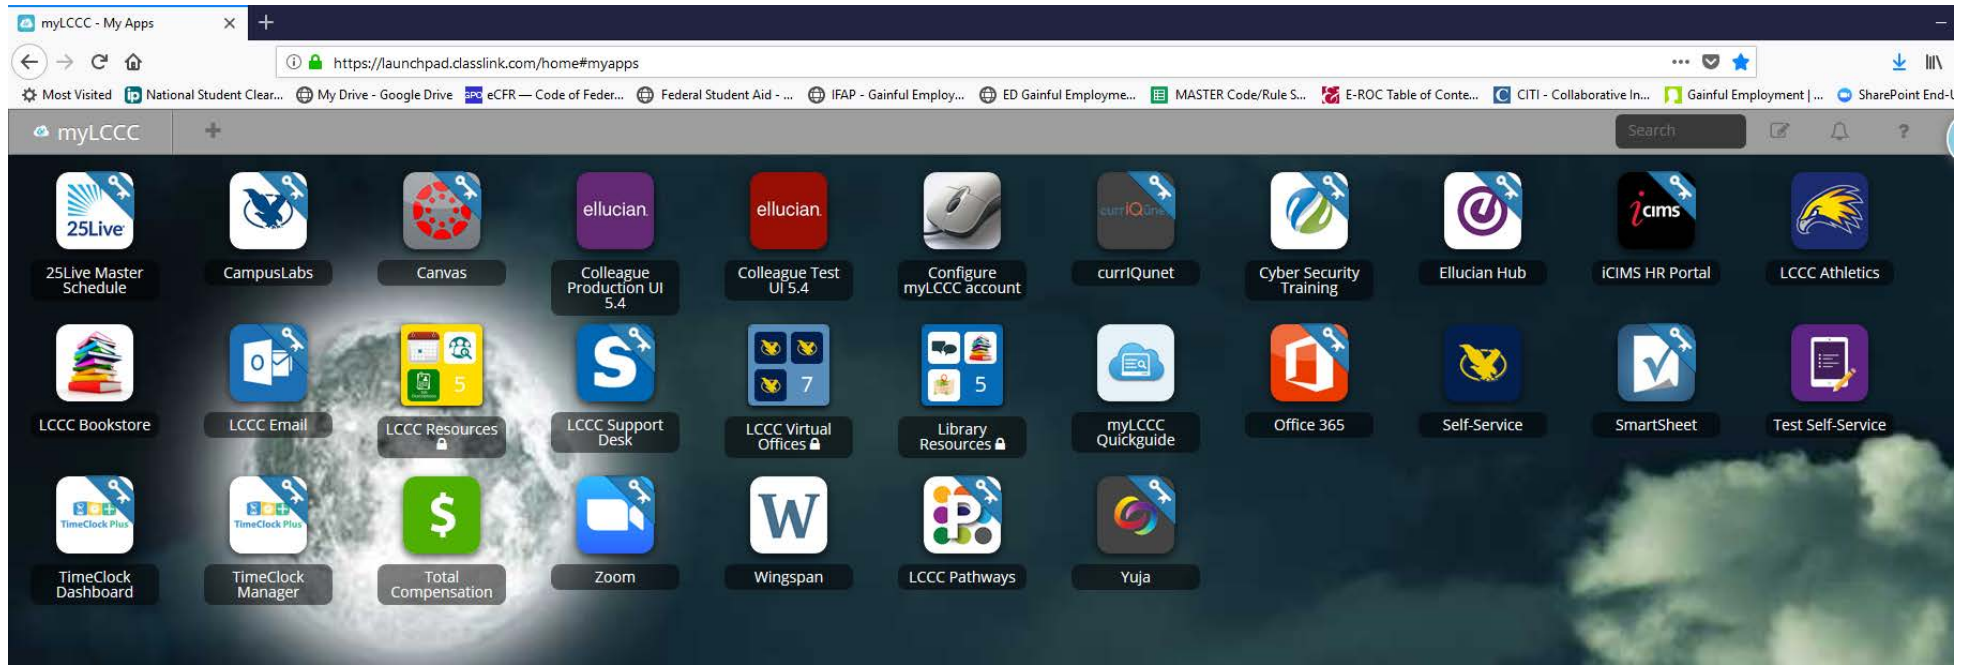 myLCCC - My Apps
https://launchpad.classlink.com/home#myapps
Most Visited National Student Clear... My Drive - Google Drive GPO eCFR — Code of Feder... Federal Student Aid - ... IFAP - Gainful Employ... ED Gainful Employme... MASTER Code/Rule S... E-ROC Table of Conte... CITI - Collaborative In... Gainful Employment | ... SharePoint End-U
myLCCC Search
25Live ellucian. ellucian. currIQune icims
25Live Master Schedule
CampusLabs
Canvas
Colleague Production UI 5.4
Colleague Test UI 5.4
Configure myLCCC account
currIQunet
Cyber Security Training
Ellucian Hub
iCIMS HR Portal
LCCC Athletics
5 S 7 5
LCCC Bookstore
LCCC Email
LCCC Resources
LCCC Support Desk
LCCC Virtual Offices
Library Resources
myLCCC Quickguide
Office 365
Self-Service
SmartSheet
Test Self-Service
TimeClock Plus TimeClock Plus $ W P
TimeClock Dashboard
TimeClock Manager
Total Compensation
Zoom
Wingspan
LCCC Pathways
Yuja